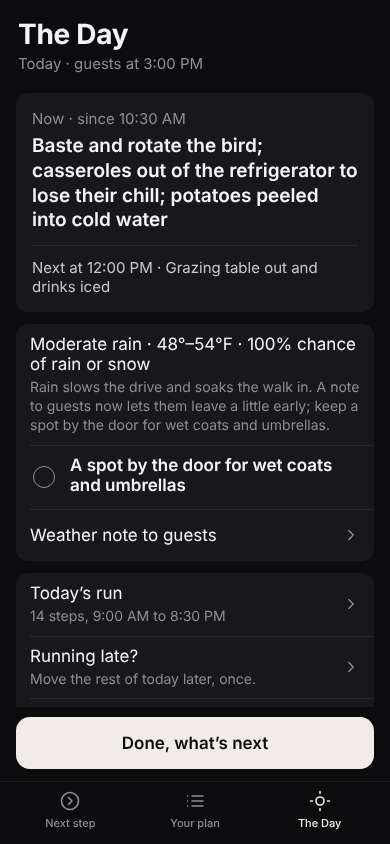 The Day
Today · guests at 3:00 PM
Now · since 10:30 AM
Baste and rotate the bird;
casseroles out of the refrigerator to
lose their chill; potatoes peeled
into cold water
Next at 12:00 PM · Grazing table out and
drinks iced
Moderate rain · 48°–54°F · 100% chance
of rain or snow
Rain slows the drive and soaks the walk in. A note
to guests now lets them leave a little early; keep a
spot by the door for wet coats and umbrellas.
A spot by the door for wet coats
and umbrellas
Weather note to guests
Today’s run
14 steps, 9:00 AM to 8:30 PM
Running late?
Move the rest of today later, once.
Done, what’s next
Next step
Your plan
The Day